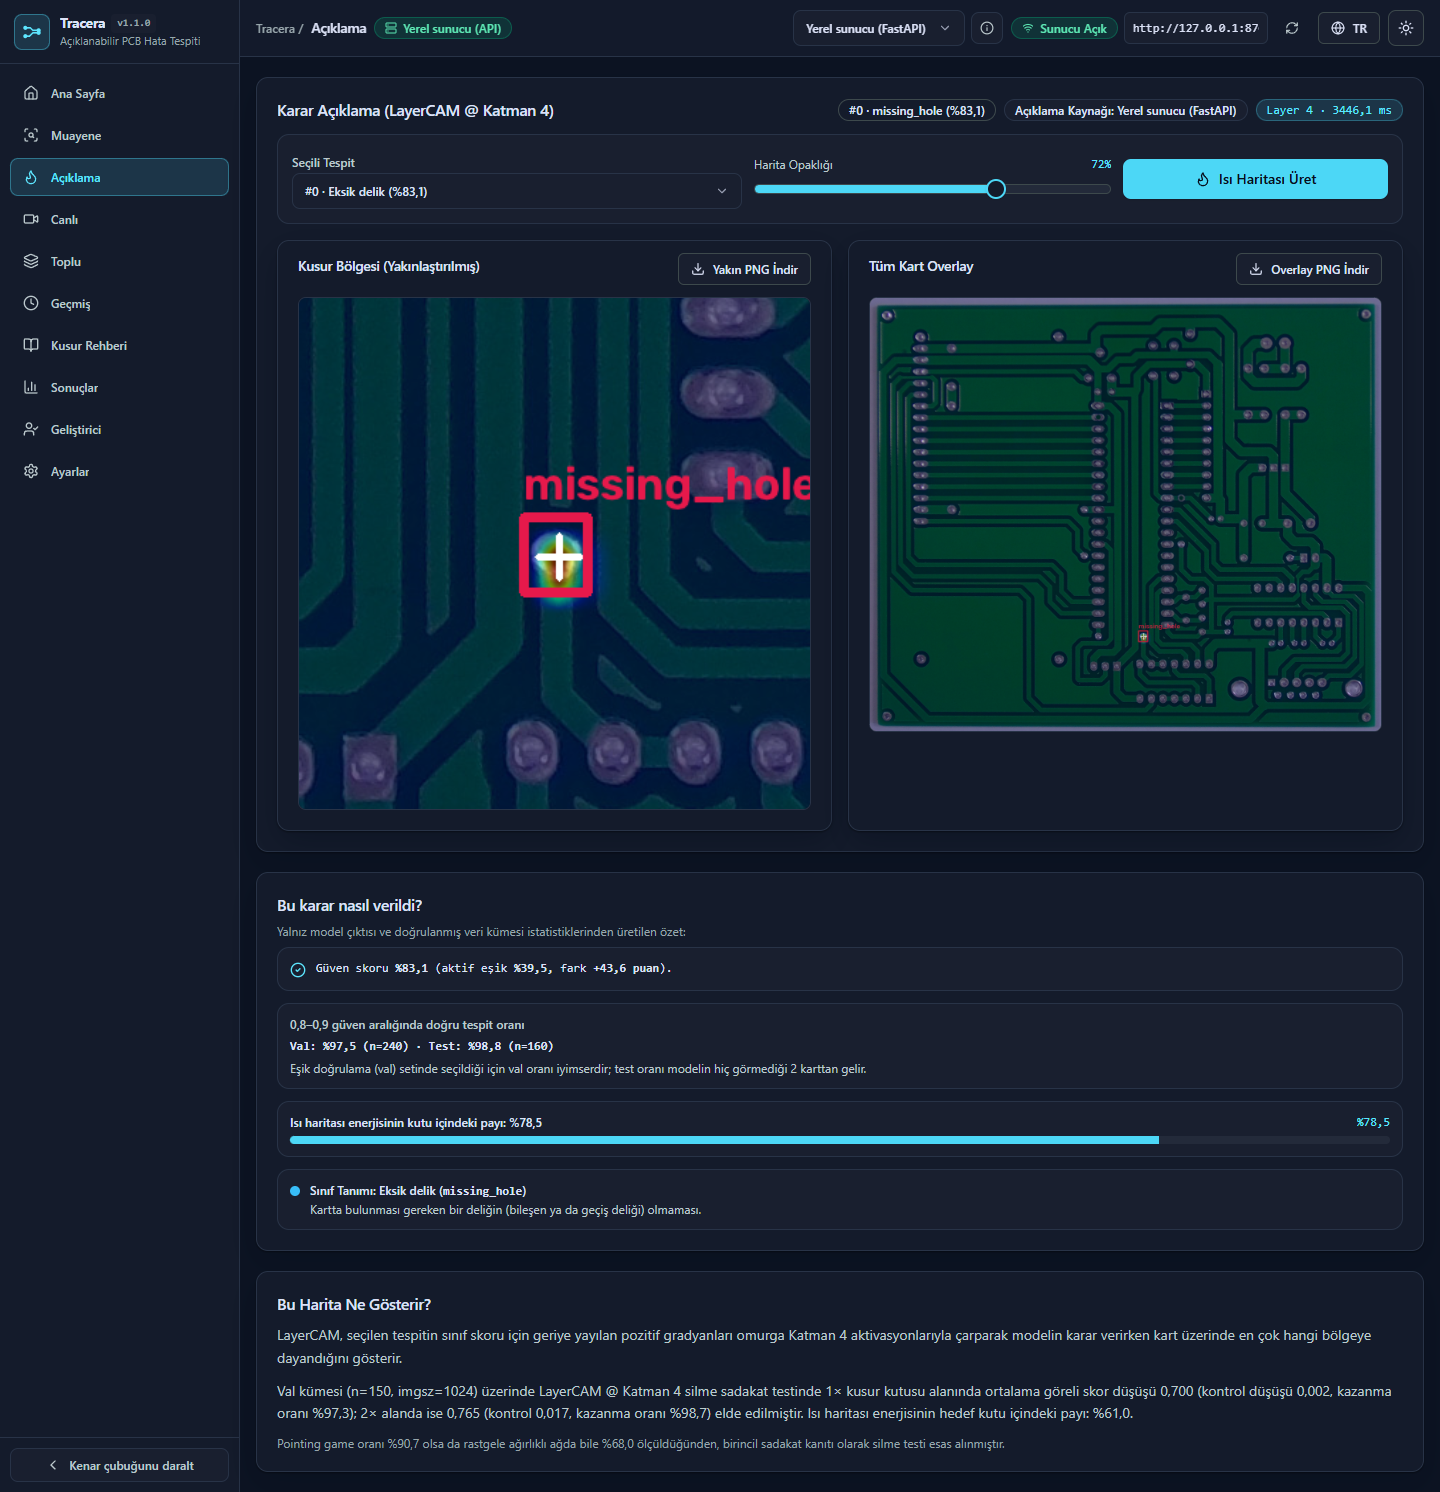 Tracera v1.1.0
Açıklanabilir PCB Hata Tespiti
Ana Sayfa
Muayene
Açıklama
Canlı
Toplu
Geçmiş
Kusur Rehberi
Sonuçlar
Geliştirici
Ayarlar
Kenar çubuğunu daralt
Tracera / Açıklama
Yerel sunucu (API)
Yerel sunucu (FastAPI)
Sunucu Açık
http://127.0.0.1:87
TR
Karar Açıklama (LayerCAM @ Katman 4)
#0 · missing_hole (%83,1)
Açıklama Kaynağı: Yerel sunucu (FastAPI)
Layer 4 · 3446,1 ms
Seçili Tespit
#0 · Eksik delik (%83,1)
Harita Opaklığı
72%
Isı Haritası Üret
Kusur Bölgesi (Yakınlaştırılmış)
Yakın PNG İndir
missing_hole
Tüm Kart Overlay
Overlay PNG İndir
missing_hole
Bu karar nasıl verildi?
Yalnız model çıktısı ve doğrulanmış veri kümesi istatistiklerinden üretilen özet:
Güven skoru %83,1 (aktif eşik %39,5, fark +43,6 puan).
0,8–0,9 güven aralığında doğru tespit oranı
Val: %97,5 (n=240) · Test: %98,8 (n=160)
Eşik doğrulama (val) setinde seçildiği için val oranı iyimserdir; test oranı modelin hiç görmediği 2 karttan gelir.
Isı haritası enerjisinin kutu içindeki payı: %78,5
%78,5
Sınıf Tanımı: Eksik delik (missing_hole)
Kartta bulunması gereken bir deliğin (bileşen ya da geçiş deliği) olmaması.
Bu Harita Ne Gösterir?
LayerCAM, seçilen tespitin sınıf skoru için geriye yayılan pozitif gradyanları omurga Katman 4 aktivasyonlarıyla çarparak modelin karar verirken kart üzerinde en çok hangi bölgeye
dayandığını gösterir.
Val kümesi (n=150, imgsz=1024) üzerinde LayerCAM @ Katman 4 silme sadakat testinde 1× kusur kutusu alanında ortalama göreli skor düşüşü 0,700 (kontrol düşüşü 0,002, kazanma
oranı %97,3); 2× alanda ise 0,765 (kontrol 0,017, kazanma oranı %98,7) elde edilmiştir. Isı haritası enerjisinin hedef kutu içindeki payı: %61,0.
Pointing game oranı %90,7 olsa da rastgele ağırlıklı ağda bile %68,0 ölçüldüğünden, birincil sadakat kanıtı olarak silme testi esas alınmıştır.